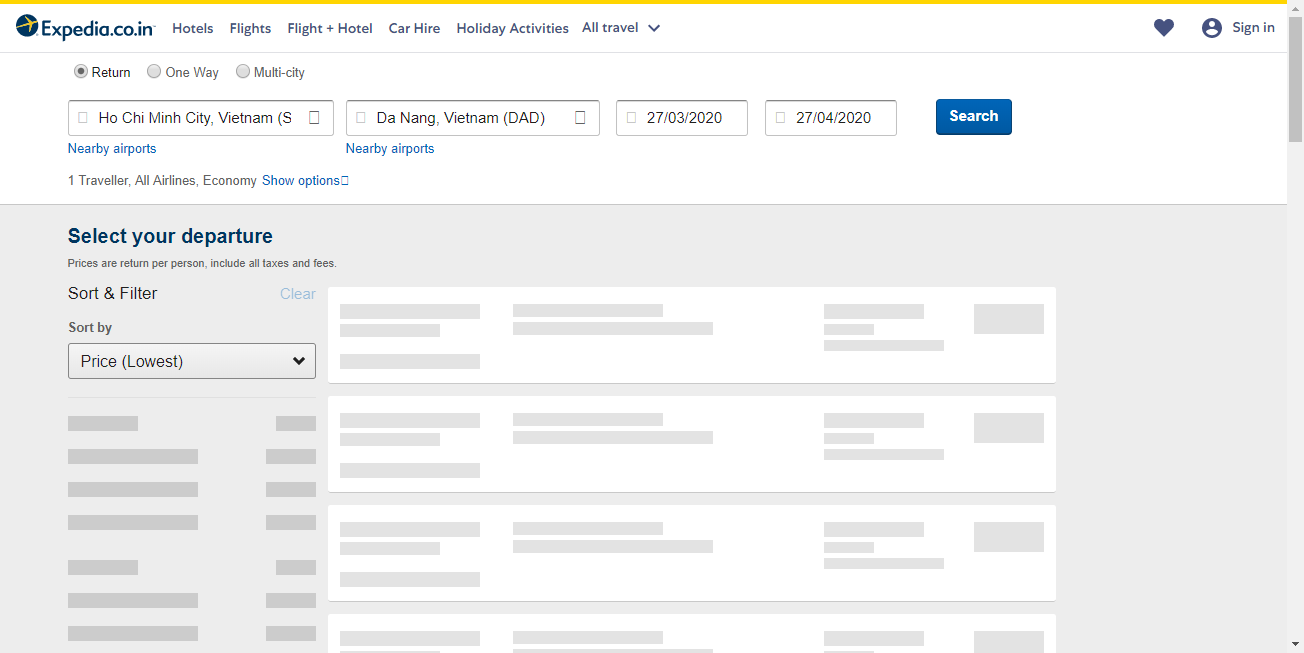 Expedia.co.in Hotels Flights Flight + Hotel Car Hire Holiday Activities All travel Sign in
Return One Way Multi-city
Ho Chi Minh City, Vietnam (S Da Nang, Vietnam (DAD) 27/03/2020 27/04/2020 Search
Nearby airports Nearby airports
1 Traveller, All Airlines, Economy Show options
Select your departure
Prices are return per person, include all taxes and fees.
Sort & Filter Clear
Sort by
Price (Lowest)